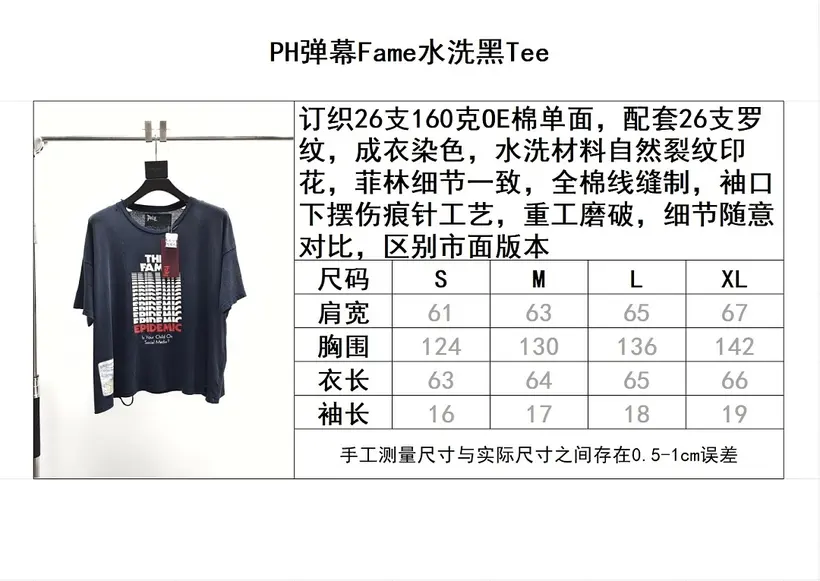 PH弹幕Fame水洗黑Tee
订织26支160克OE棉单面，配套26支罗
纹，成衣染色，水洗材料自然裂纹印
花，菲林细节一致，全棉线缝制，袖口
下摆伤痕针工艺，重工磨破，细节随意
对比，区别市面版本
尺码 S M L XL
肩宽 61 63 65 67
胸围 124 130 136 142
衣长 63 64 65 66
袖长 16 17 18 19
手工测量尺寸与实际尺寸之间存在0.5-1cm误差
THE
FAME
EPIDEMIC
EPIDEMIC
Is Your Child On
Social Media?